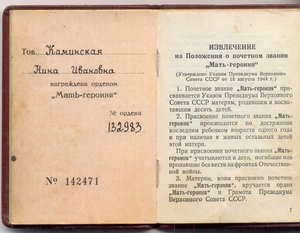 Тов. Каминская
Нина Ивановна
награждена орденом
„Мать-героиня“
№ ордена
132983
№ 142471
ИЗВЛЕЧЕНИЕ
из Положения о почетном звании
„Мать-героиня“
(Утверждено Указом Президиума Верховного
Совета СССР от 18 августа 1944 г.)
1. Почетное звание „Мать-героиня“ при-
сваивается Указом Президиума Верховного
Совета СССР матерям, родившим и воспи-
тавшим десять детей.
2. Присвоение почетного звания „Мать-
героиня“ производится по достижении
последним ребенком возраста одного года
и при наличии в живых остальных детей
этой матери.
При присвоении почетного звания „Мать-
героиня“ учитываются и дети, погибшие или
пропавшие без вести на фронтах Отечествен-
ной войны.
3. Матерям, коим присвоено почетное
звание „Мать-героиня“, вручается орден
„Мать-героиня“ и Грамота Президиума
Верховного Совета СССР.
7